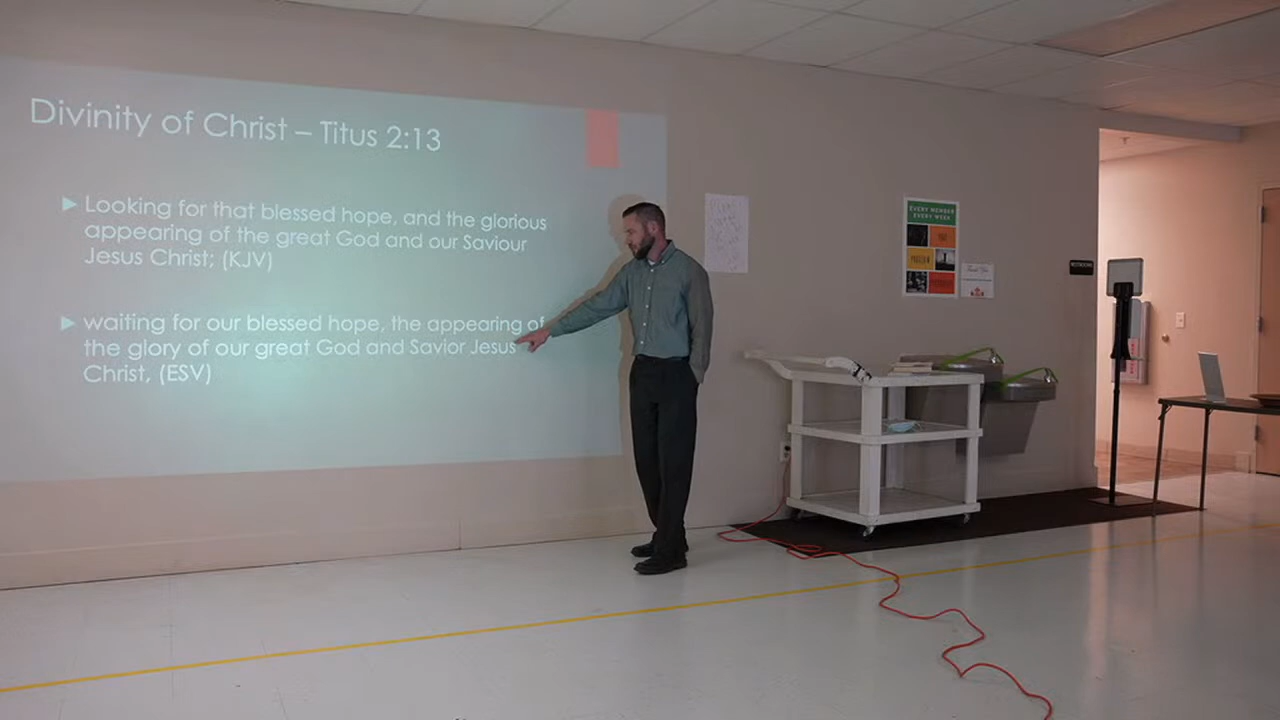 Divinity of Christ – Titus 2:13
Looking for that blessed hope, and the glorious
appearing of the great God and our Saviour
Jesus Christ; (KJV)
waiting for our blessed hope, the appearing of
the glory of our great God and Savior Jesus
Christ, (ESV)
EVERY MEMBER
EVERY WEEK
RESTROOMS